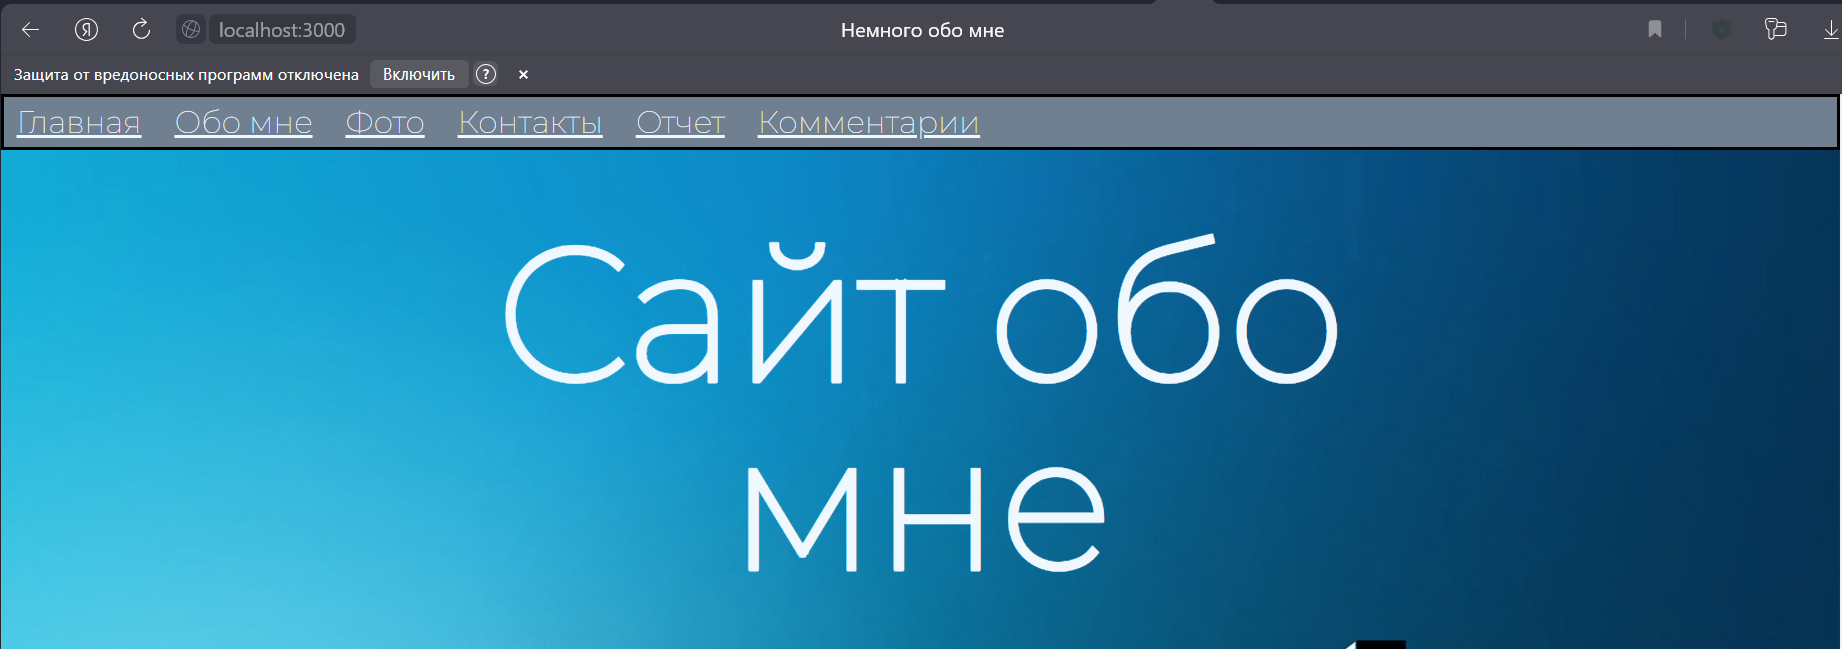 Я localhost:3000 Немного обо мне
Защита от вредоносных программ отключена Включить ? ×
Главная Обо мне Фото Контакты Отчет Комментарии
Сайт обо
мне